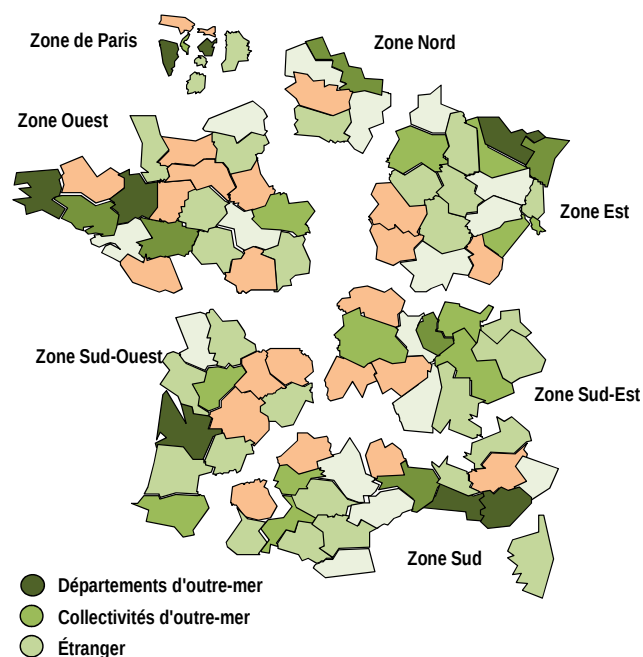 Zone de Paris
Zone Nord
Zone Ouest
Zone Est
Zone Sud-Ouest
Zone Sud-Est
Zone Sud
Départements d'outre-mer
Collectivités d'outre-mer
Étranger